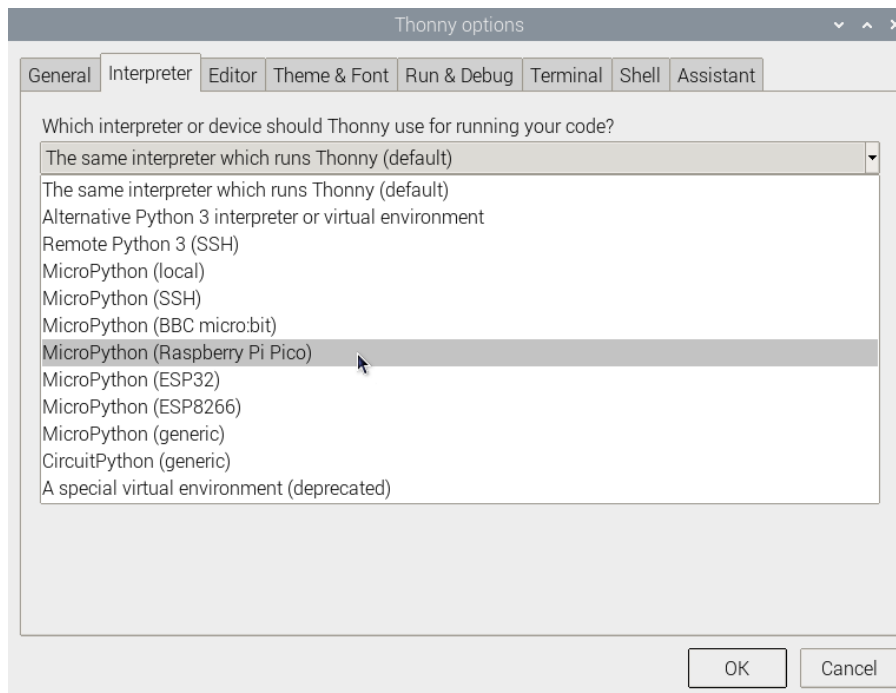 Thonny options
General Interpreter Editor Theme & Font Run & Debug Terminal Shell Assistant
Which interpreter or device should Thonny use for running your code?
The same interpreter which runs Thonny (default)
The same interpreter which runs Thonny (default)
Alternative Python 3 interpreter or virtual environment
Remote Python 3 (SSH)
MicroPython (local)
MicroPython (SSH)
MicroPython (BBC micro:bit)
MicroPython (Raspberry Pi Pico)
MicroPython (ESP32)
MicroPython (ESP8266)
MicroPython (generic)
CircuitPython (generic)
A special virtual environment (deprecated)
OK Cancel